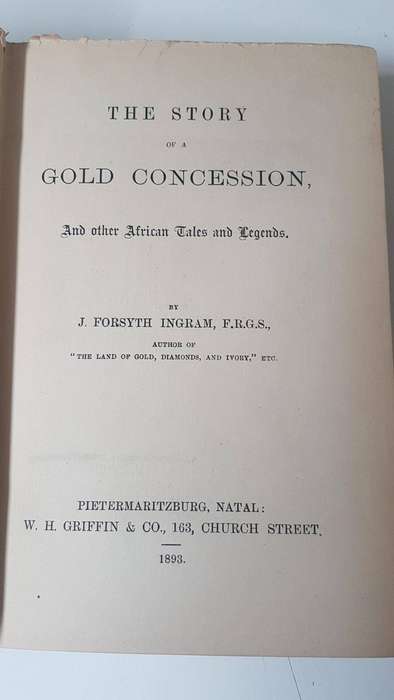 THE STORY
OF A
GOLD CONCESSION,
And other African Tales and Legends.
BY
J. FORSYTH INGRAM, F.R.G.S.,
AUTHOR OF
"THE LAND OF GOLD, DIAMONDS, AND IVORY," ETC.
PIETERMARITZBURG, NATAL:
W. H. GRIFFIN & CO., 163, CHURCH STREET.
1893.